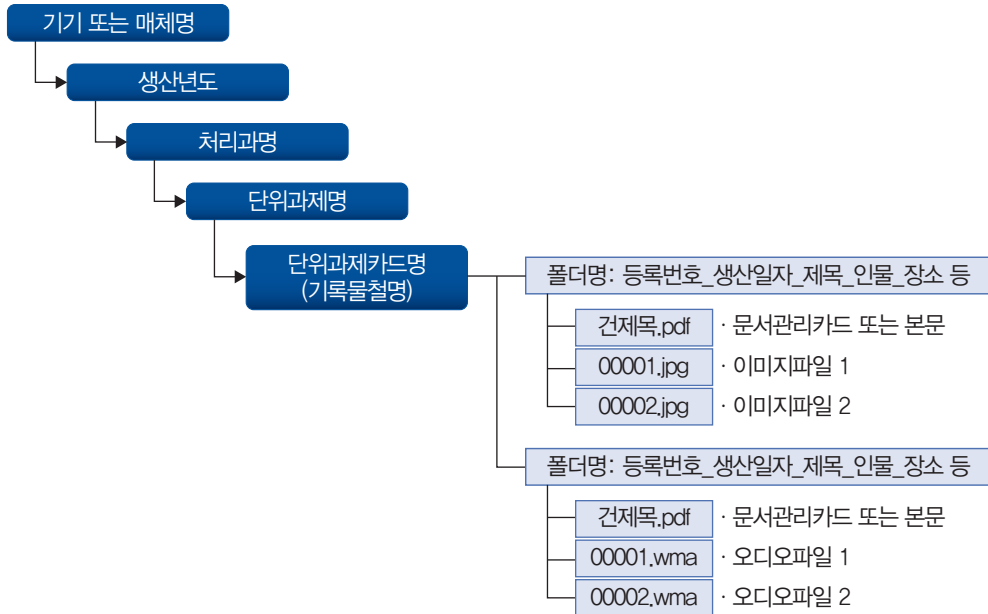 기기 또는 매체명
생산년도
처리과명
단위과제명
단위과제카드명
(기록물철명)
폴더명: 등록번호_생산일자_제목_인물_장소 등
건제목.pdf · 문서관리카드 또는 본문
00001.jpg · 이미지파일 1
00002.jpg · 이미지파일 2
폴더명: 등록번호_생산일자_제목_인물_장소 등
건제목.pdf · 문서관리카드 또는 본문
00001.wma · 오디오파일 1
00002.wma · 오디오파일 2